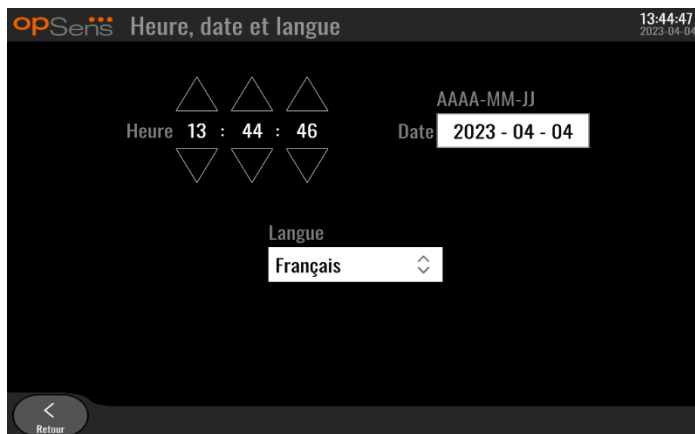 opSens Heure, date et langue
13:44:47
2023-04-04
AAAA-MM-JJ
Heure 13 : 44 : 46
Date 2023 - 04 - 04
Langue
Français
Retour